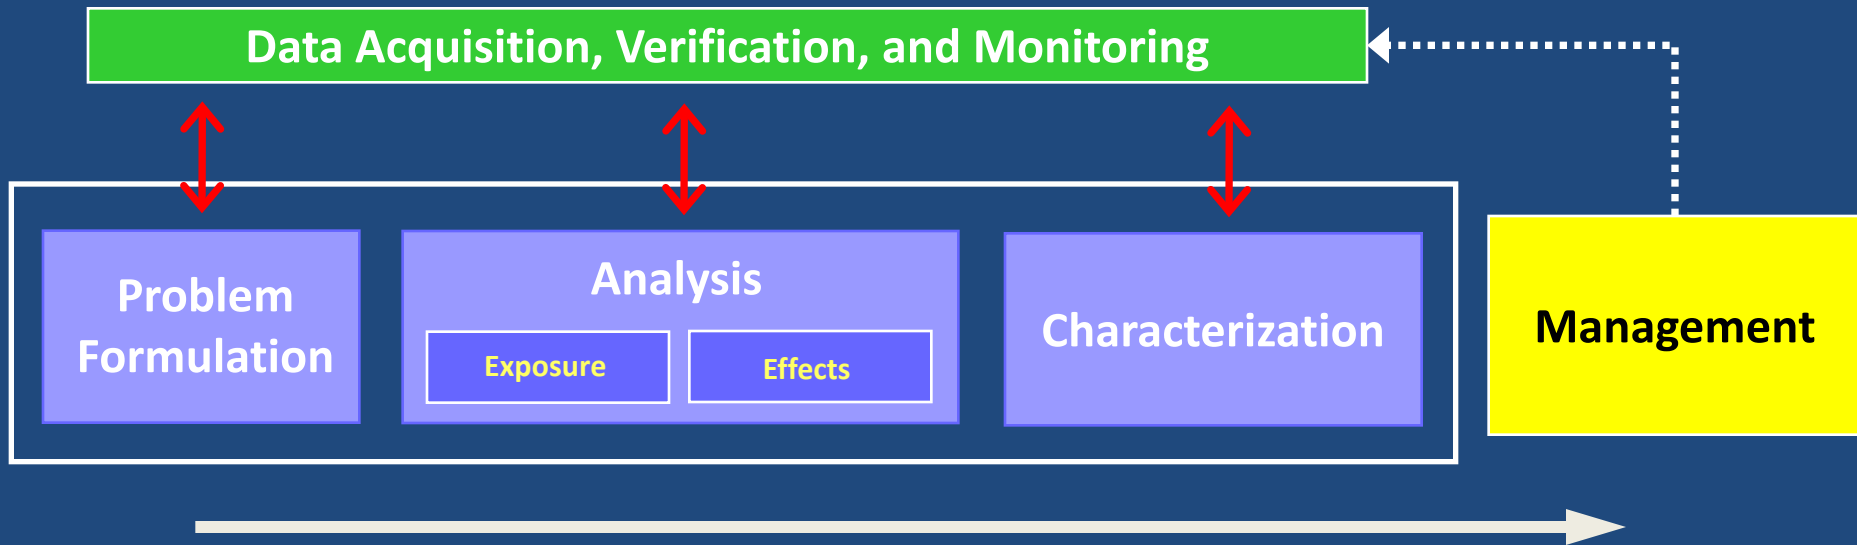 Data Acquisition, Verification, and Monitoring
Problem
Formulation
Analysis
Exposure
Effects
Characterization
Management